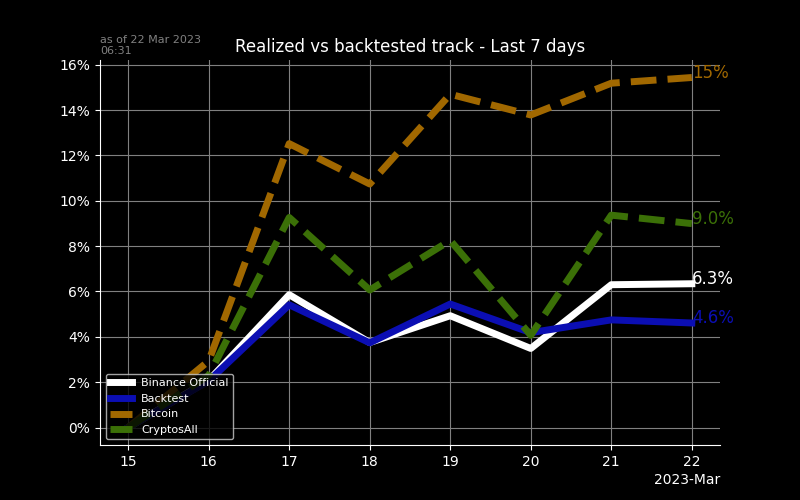 as of 22 Mar 2023
06:31
Realized vs backtested track - Last 7 days
16%
14%
12%
10%
8%
6%
4%
2%
0%
15%
9.0%
6.3%
4.6%
Binance Official
Backtest
Bitcoin
CryptosAll
15 16 17 18 19 20 21 22
2023-Mar